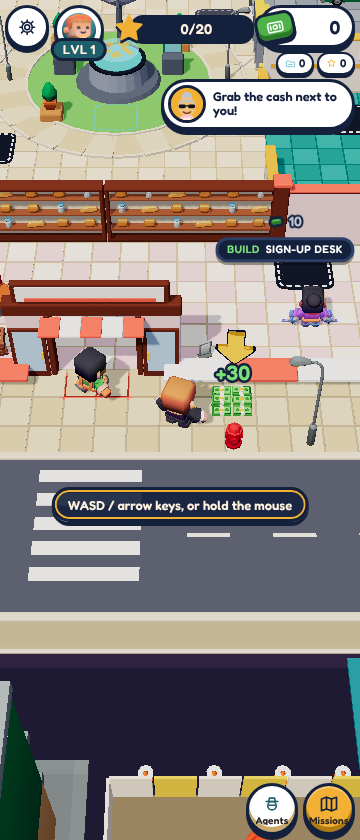 LVL 1
0/20
0
0
0
Grab the cash next to
you!
10
BUILD SIGN-UP DESK
+30
WASD / arrow keys, or hold the mouse
Agents
Missions